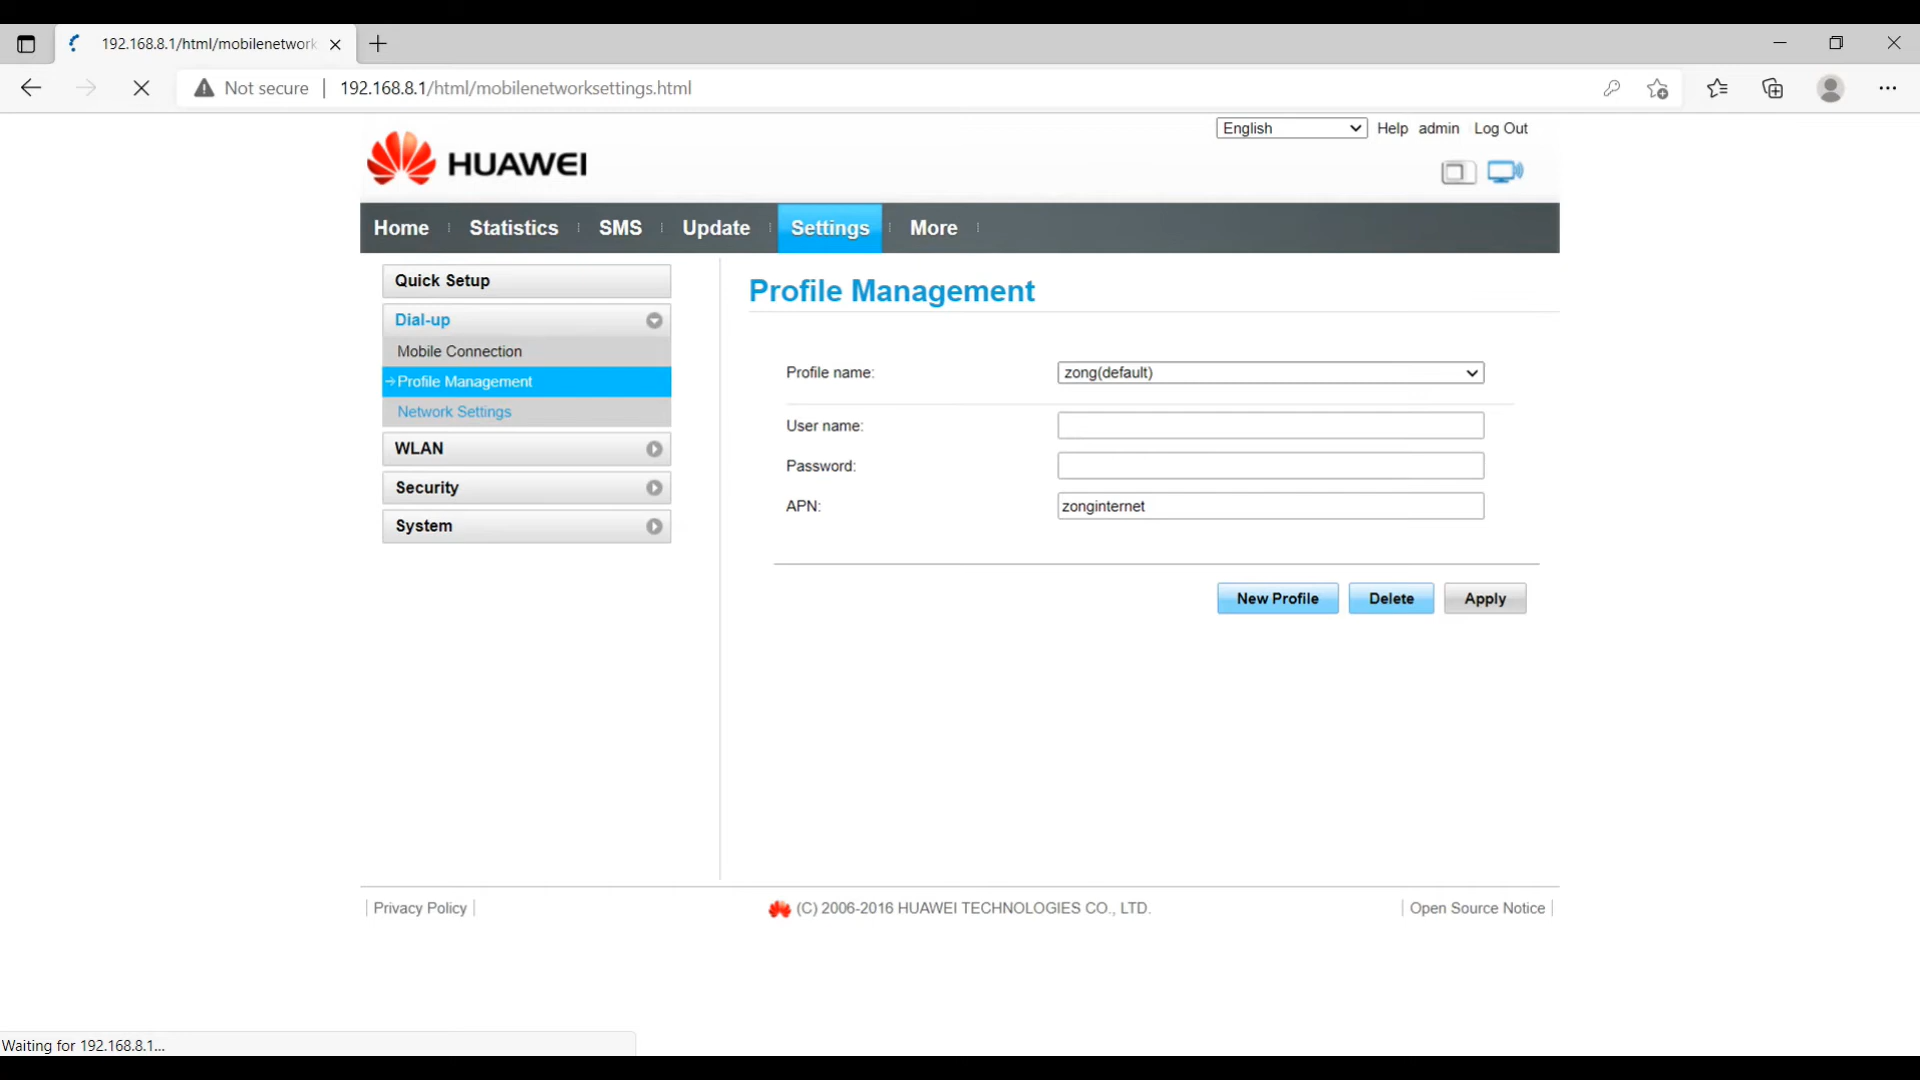 192.168.8.1/html/mobilenetwork
Not secure | 192.168.8.1/html/mobilenetworksettings.html
English Help admin Log Out
HUAWEI
Home Statistics SMS Update Settings More
Quick Setup
Dial-up
Mobile Connection
Profile Management
Network Settings
WLAN
Security
System
Profile Management
Profile name: zong(default)
User name:
Password:
APN: zonginternet
New Profile Delete Apply
Privacy Policy (C) 2006-2016 HUAWEI TECHNOLOGIES CO., LTD. Open Source Notice
Waiting for 192.168.8.1...